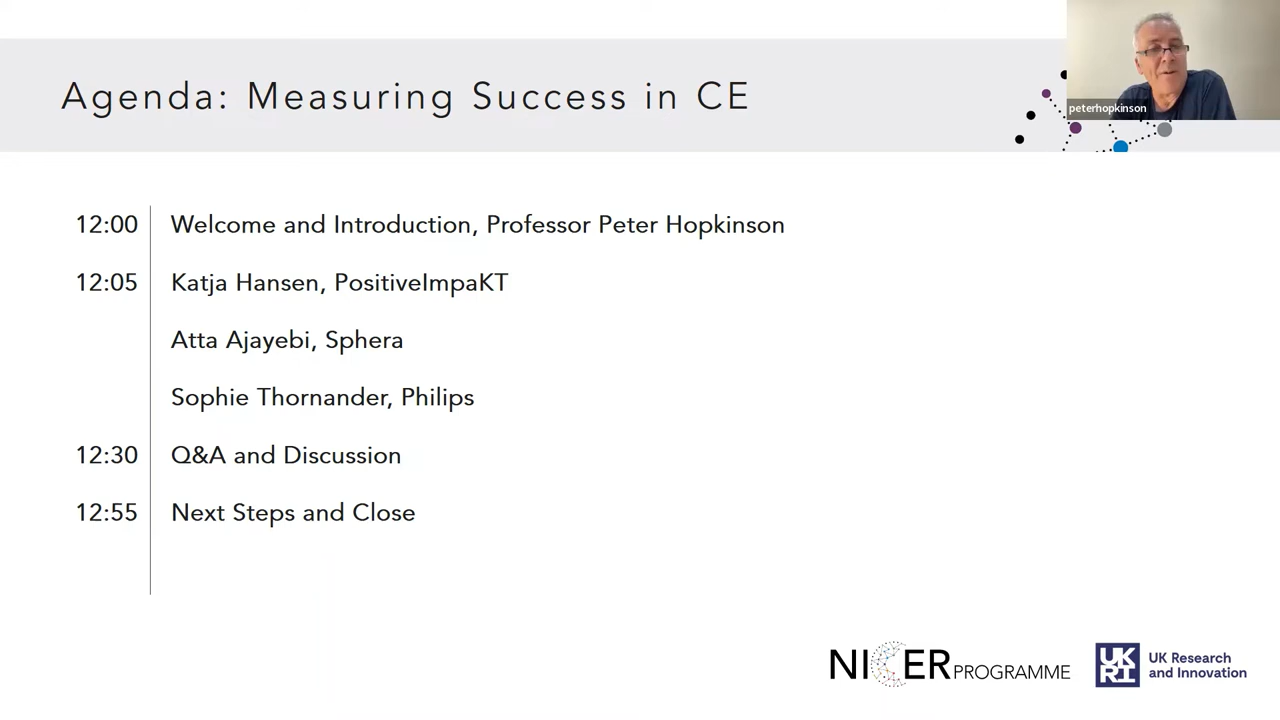 Agenda: Measuring Success in CE
peterhopkinson
12:00 Welcome and Introduction, Professor Peter Hopkinson
12:05 Katja Hansen, PositiveImpaKT
Atta Ajayebi, Sphera
Sophie Thornander, Philips
12:30 Q&A and Discussion
12:55 Next Steps and Close
NICER PROGRAMME
UKRI
UK Research
and Innovation